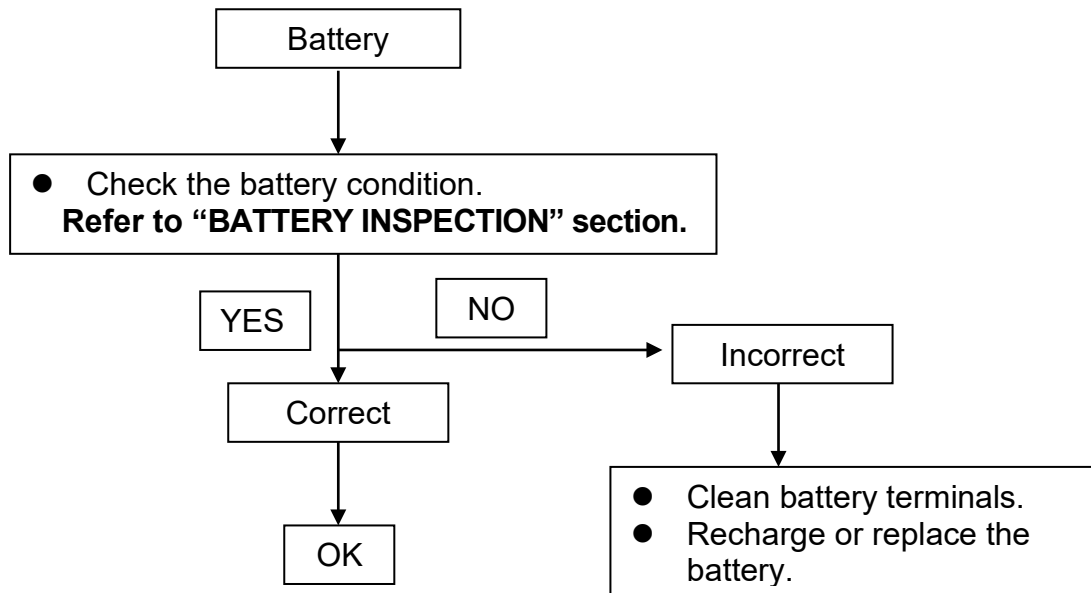 Battery
● Check the battery condition.
Refer to “BATTERY INSPECTION” section.
YES
NO
Incorrect
Correct
● Clean battery terminals.
● Recharge or replace the
battery.
OK